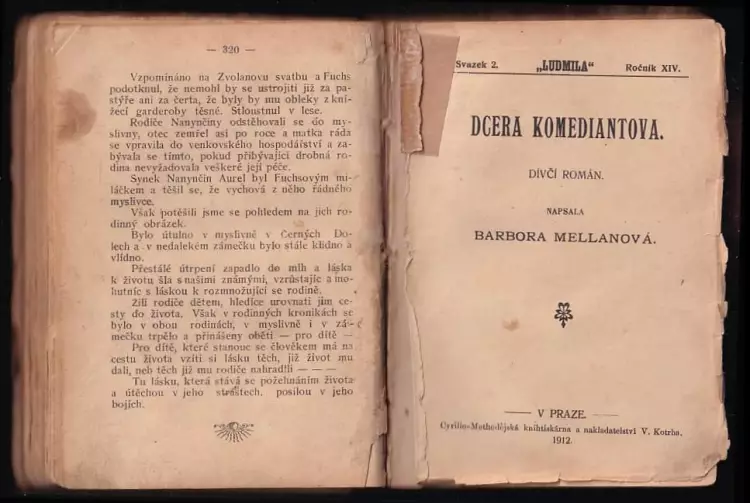 — 320 —
Vzpomínáno na Zvolanovu svatbu a Fuchs
podotknul, že nemohl by se ustrojiti již za pa-
stýře ani za čerta, že byly by mu obleky z kní-
žecí garderoby těsné. Stloustnul v lese.
Rodiče Nanynčiny odstěhovali se do my-
slivny, otec zemřel asi po roce a matka ráda
se vpravila do venkovského hospodářství a za-
bývala se tímto, pokud přibývající drobná ro-
dina nevyžadovala veškeré její péče.
Synek Nanynčin Aurel byl Fuchsovým mi-
láčkem a těšil se, že vychová z něho řádného
myslivce.
Však potěšili jsme se pohledem na jich ro-
dinný obrázek.
Bylo útulno v myslivně v Černých Do-
lech a v nedalekém zámečku bylo stále klidno a
vlídno.
Přestálé útrpení zapadlo do mlh a láska
k životu šla s našimi známými, vzrůstajíc a mo-
hutníc s láskou k rozmnožující se rodině.
Žili rodiče dětem, hledíce urovnati jim ce-
sty do života. Však v rodinných kronikách se
bylo v obou rodinách, v myslivně i v zá-
mečku trpělo a přinášeny oběti — pro dítě —
Pro dítě, které stanouc se člověkem má na
cestu života vzíti si lásku těch, již život mu
dali, neb těch již mu rodiče nahradili — — —
Tu lásku, která stává se požehnáním života
a útěchou v jeho strastech, posilou v jeho
bojích.
Svazek 2. „LUDMILA“ Ročník XIV.
DCERA KOMEDIANTOVA.
DÍVČÍ ROMÁN.
NAPSALA
BARBORA MELLANOVÁ.
— V PRAZE. —
Cyrillo-Methodějská knihtiskárna a nakladatelství V. Kotrba.
1912.